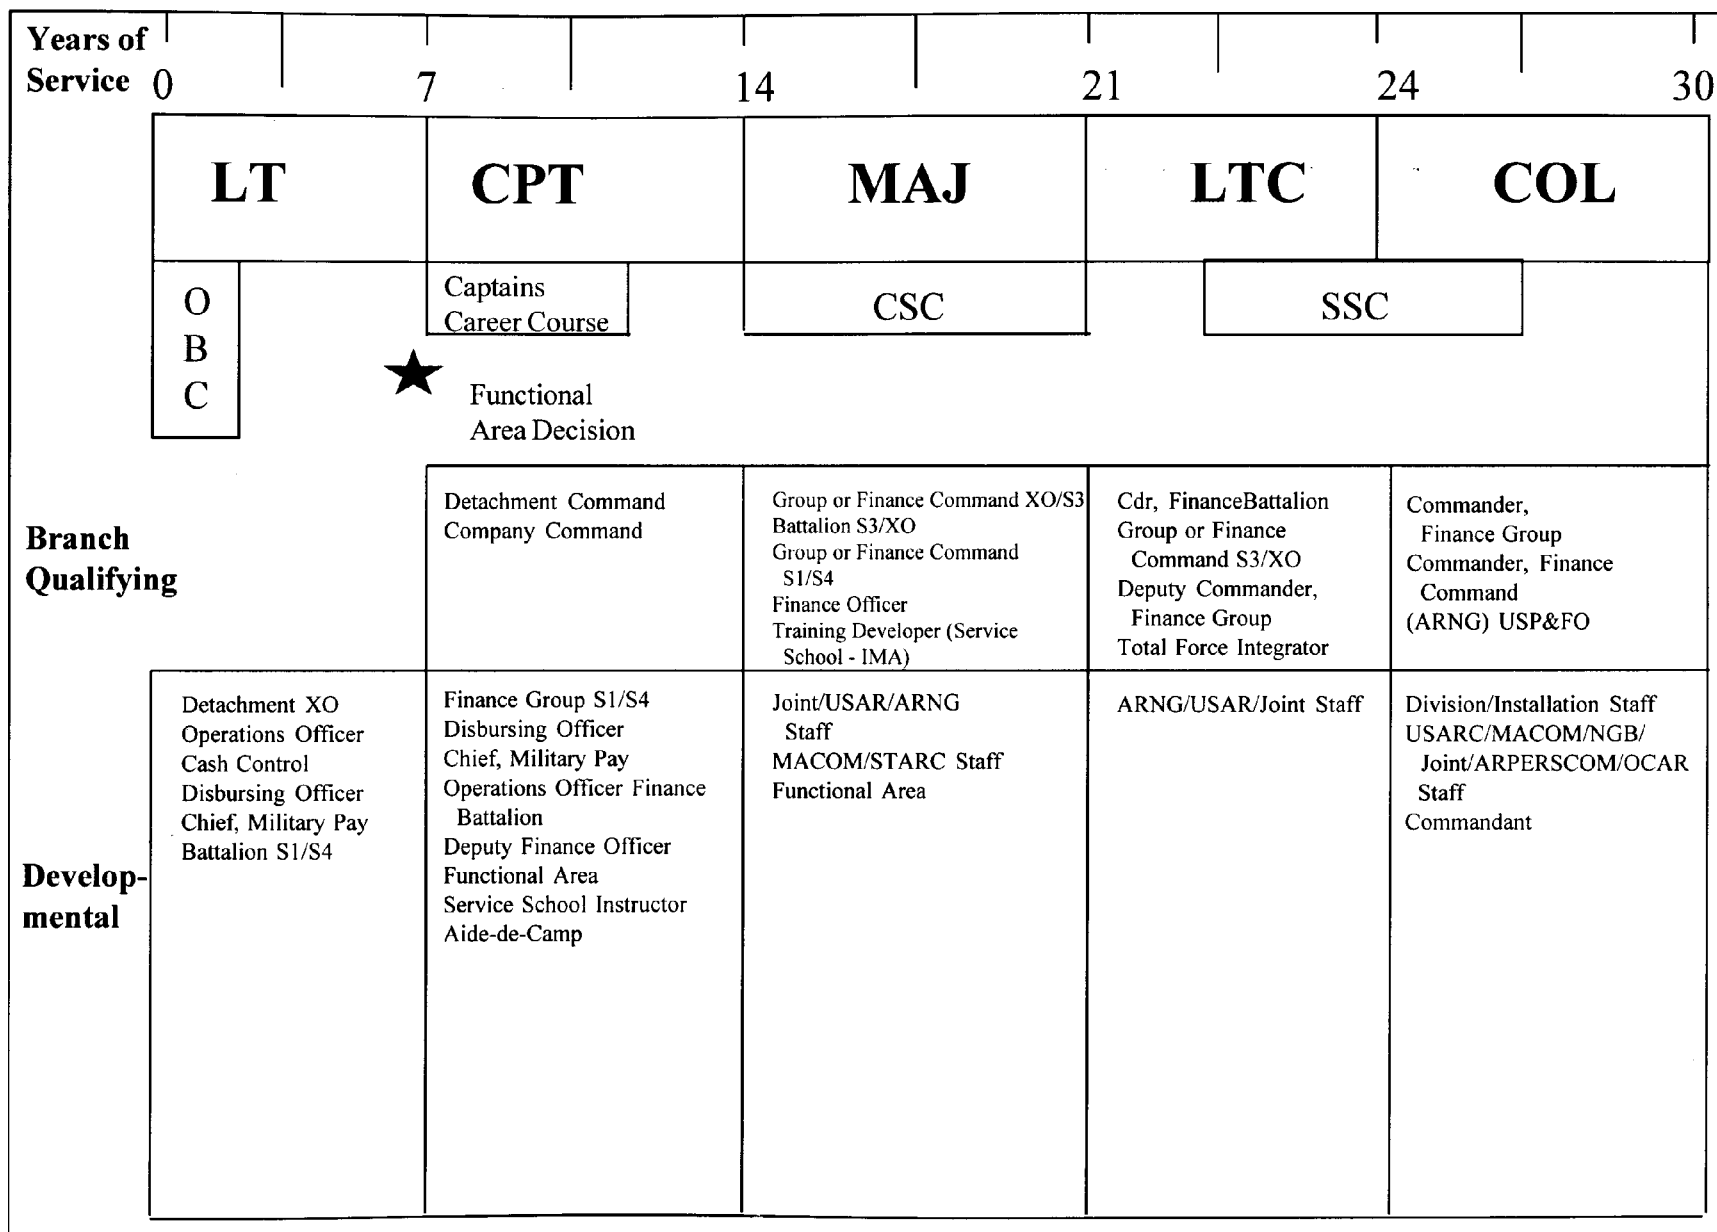 Years of
Service 0 7 14 21 24 30
LT CPT MAJ LTC COL
O
B
C
Captains
Career Course
CSC
SSC
Functional
Area Decision
Branch
Qualifying
Detachment Command
Company Command
Group or Finance Command XO/S3
Battalion S3/XO
Group or Finance Command
S1/S4
Finance Officer
Training Developer (Service
School - IMA)
Cdr, FinanceBattalion
Group or Finance
Command S3/XO
Deputy Commander,
Finance Group
Total Force Integrator
Commander,
Finance Group
Commander, Finance
Command
(ARNG) USP&FO
Develop-
mental
Detachment XO
Operations Officer
Cash Control
Disbursing Officer
Chief, Military Pay
Battalion S1/S4
Finance Group S1/S4
Disbursing Officer
Chief, Military Pay
Operations Officer Finance
Battalion
Deputy Finance Officer
Functional Area
Service School Instructor
Aide-de-Camp
Joint/USAR/ARNG
Staff
MACOM/STARC Staff
Functional Area
ARNG/USAR/Joint Staff
Division/Installation Staff
USARC/MACOM/NGB/
Joint/ARPERSCOM/OCAR
Staff
Commandant